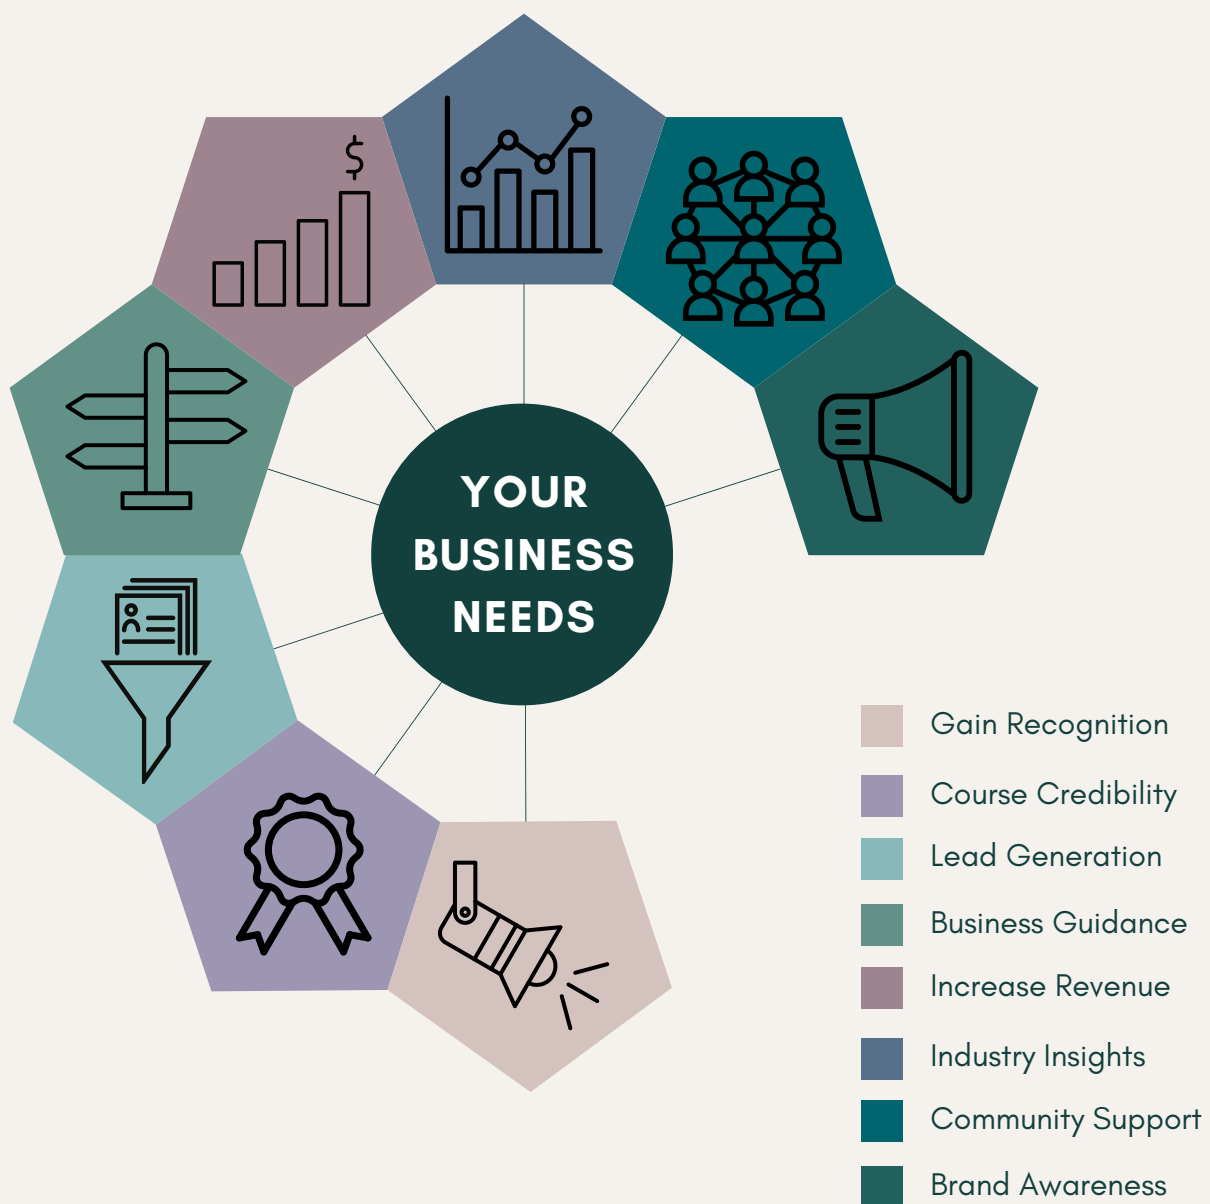 $
YOUR
BUSINESS
NEEDS
Gain Recognition
Course Credibility
Lead Generation
Business Guidance
Increase Revenue
Industry Insights
Community Support
Brand Awareness